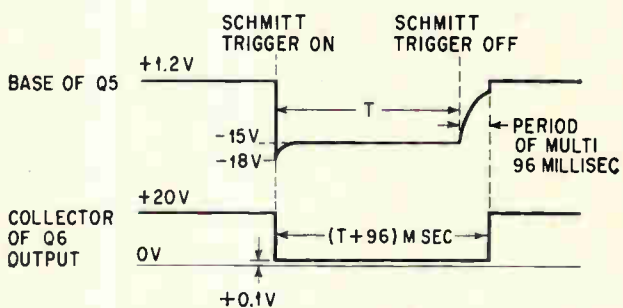 SCHMITT
TRIGGER ON
SCHMITT
TRIGGER OFF
BASE OF Q5
+1.2V
T
-15V
-18V
PERIOD
OF MULTI
96 MILLISEC
+20V
COLLECTOR
OF Q6
OUTPUT
(T+96) M SEC
0V
+0.1V